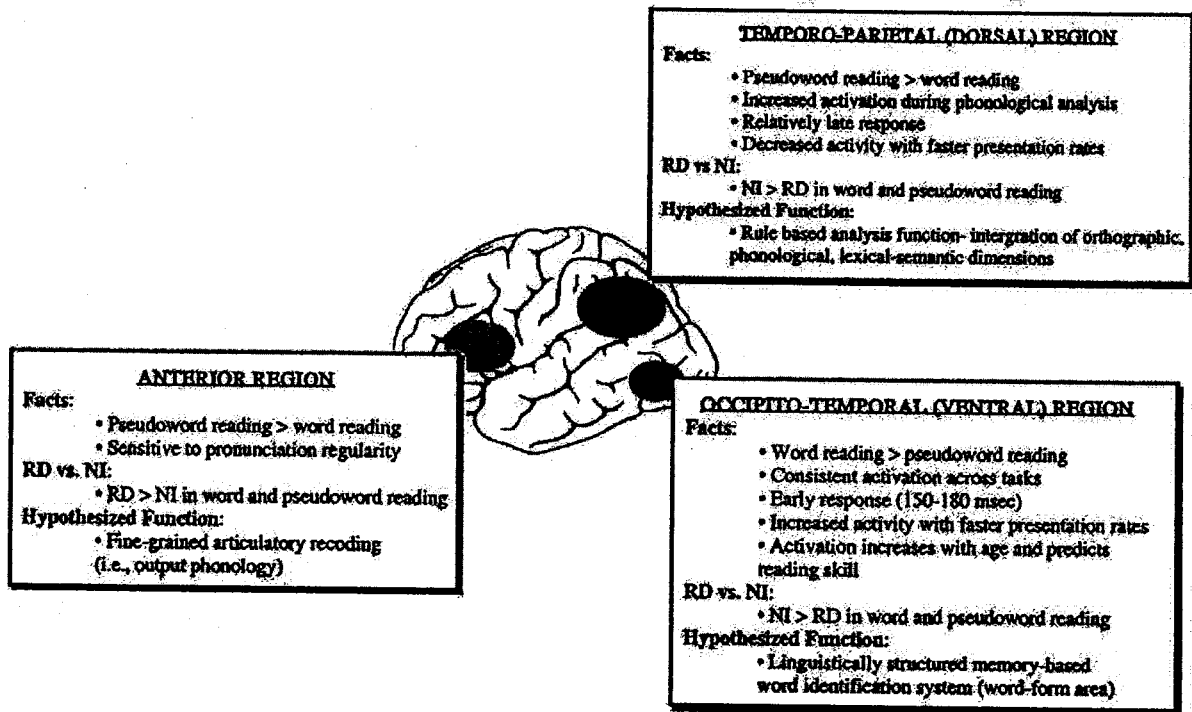 TEMPORO-PARIETAL (DORSAL) REGION
Facts:
• Pseudoword reading > word reading
• Increased activation during phonological analysis
• Relatively late response
• Decreased activity with faster presentation rates
RD vs NI:
• NI > RD in word and pseudoword reading
Hypothesized Function:
• Rule based analysis function- intergration of orthographic,
phonological, lexical-semantic dimensions
ANTERIOR REGION
Facts:
• Pseudoword reading > word reading
• Sensitive to pronunciation regularity
RD vs. NI:
• RD > NI in word and pseudoword reading
Hypothesized Function:
• Fine-grained articulatory recoding
(i.e., output phonology)
OCCIPITO-TEMPORAL (VENTRAL) REGION
Facts:
• Word reading > pseudoword reading
• Consistent activation across tasks
• Early response (150-180 msec)
• Increased activity with faster presentation rates
• Activation increases with age and predicts
reading skill
RD vs. NI:
• NI > RD in word and pseudoword reading
Hypothesized Function:
• Linguistically structured memory-based
word identification system (word-form area)